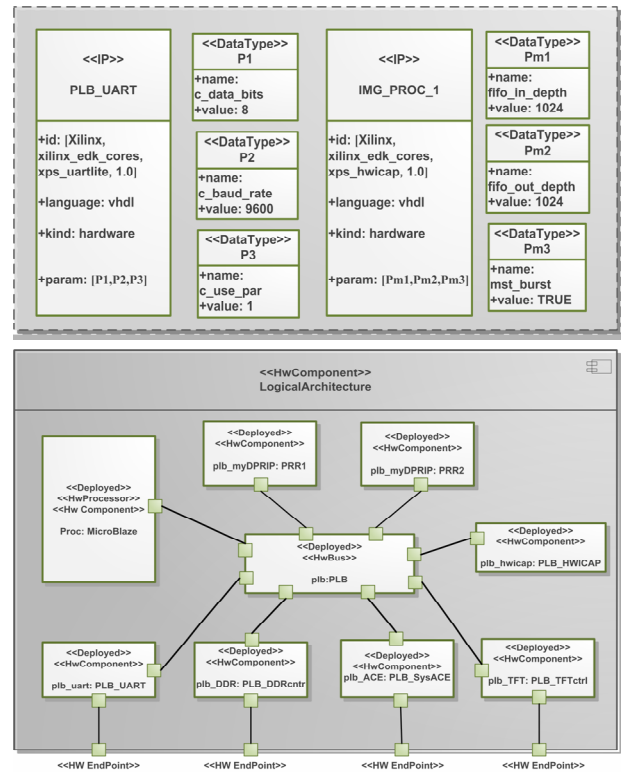 <<IP>>
PLB_UART
+id: [Xilinx,
xilinx_edk_cores,
xps_uartlite, 1.0]
+language: vhdl
+kind: hardware
+param: [P1,P2,P3]
<<DataType>>
P1
+name:
c_data_bits
+value: 8
<<DataType>>
P2
+name:
c_baud_rate
+value: 9600
<<DataType>>
P3
+name:
c_use_par
+value: 1
<<IP>>
IMG_PROC_1
+id: [Xilinx,
xilinx_edk_cores,
xps_hwicap, 1.0]
+language: vhdl
+kind: hardware
+param: [Pm1,Pm2,Pm3]
<<DataType>>
Pm1
+name:
fifo_in_depth
+value: 1024
<<DataType>>
Pm2
+name:
fifo_out_depth
+value: 1024
<<DataType>>
Pm3
+name:
mst_burst
+value: TRUE
<<HwComponent>>
LogicalArchitecture
<<Deployed>>
<<HwProcessor>>
<<Hw Component>>
Proc: MicroBlaze
<<Deployed>>
<<HwComponent>>
plb_myDPRIP: PRR1
<<Deployed>>
<<HwComponent>>
plb_myDPRIP: PRR2
<<Deployed>>
<<HwBus>>
plb:PLB
<<Deployed>>
<<HwComponent>>
plb_hwicap: PLB_HWICAP
<<Deployed>>
<<HwComponent>>
plb_uart: PLB_UART
<<Deployed>>
<<HwComponent>>
plb_DDR: PLB_DDRcntr
<<Deployed>>
<<HwComponent>>
plb_ACE: PLB_SysACE
<<Deployed>>
<<HwComponent>>
plb_TFT: PLB_TFTctrl
<<HW EndPoint>>
<<HW EndPoint>>
<<HW EndPoint>>
<<HW EndPoint>>